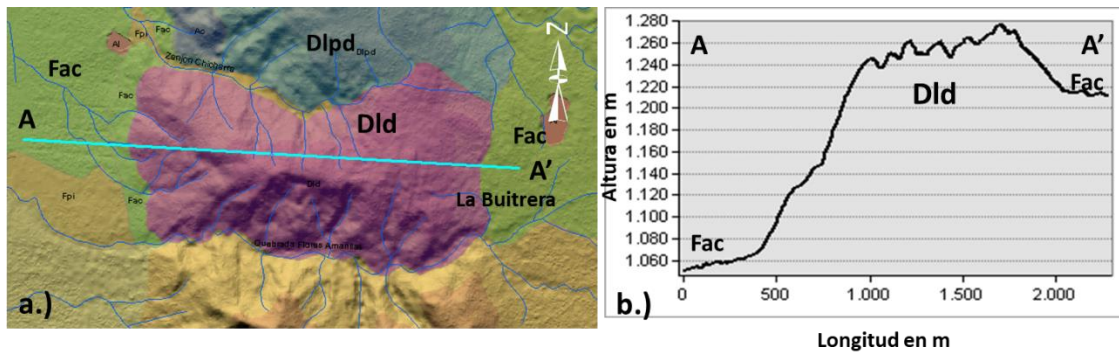 Al
Fpi
Fac
Ac
Dlpd
Dlpd
Zanjon Chicharre
Fac
Fac
A
Dld
Fac
A'
Dld
Fpi
Fac
La Buitrera
Quebrada Flores Amarillas
a.)
N
1.280
1.260
1.240
1.220
1.200
1.180
1.160
1.140
1.120
1.100
1.080
1.060
Altura en m
A
A'
Dld
Fac
Fac
0
500
1.000
1.500
2.000
b.)
Longitud en m